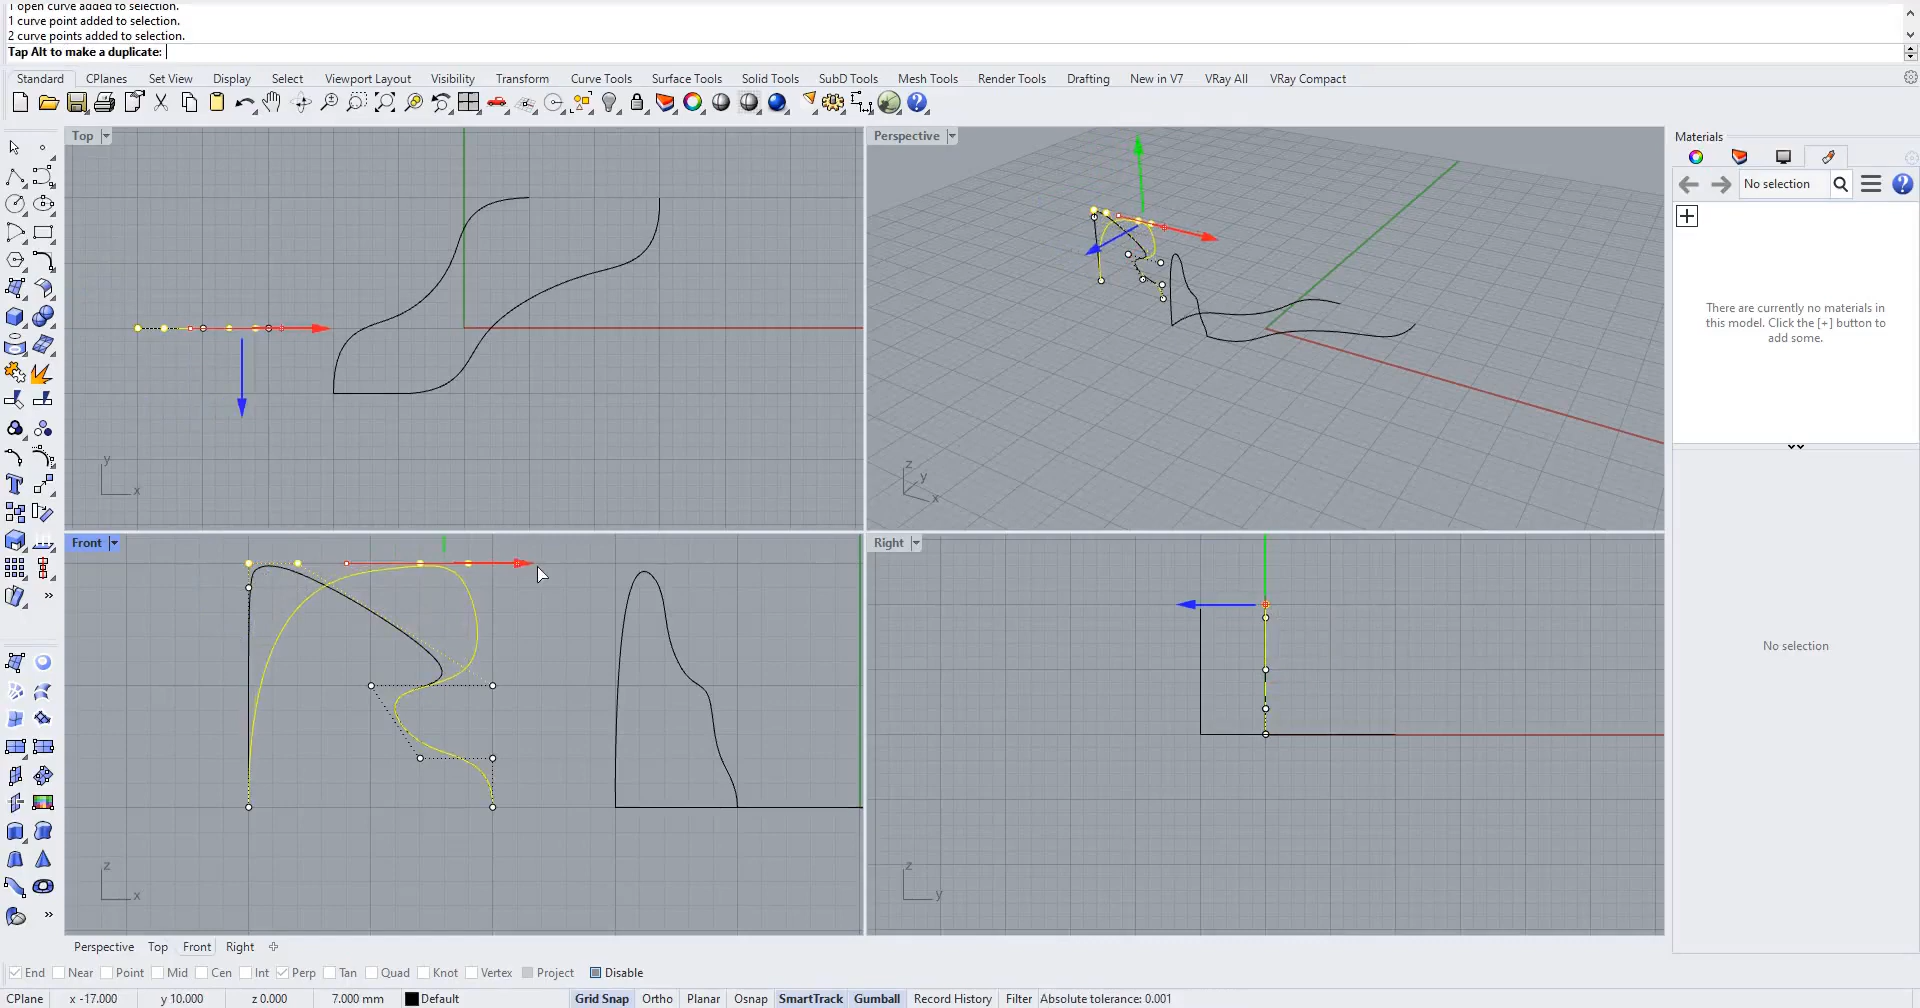 1 open curve added to selection.
1 curve point added to selection.
2 curve points added to selection.
Tap Alt to make a duplicate:
Standard CPlanes Set View Display Select Viewport Layout Visibility Transform Curve Tools Surface Tools Solid Tools SubD Tools Mesh Tools Render Tools Drafting New in V7 VRay All VRay Compact
Top
Perspective
Materials
No selection
There are currently no materials in
this model. Click the [+] button to
add some.
y
x
z
y
x
Front
Right
No selection
z
x
z
y
Perspective Top Front Right
End Near Point Mid Cen Int Perp Tan Quad Knot Vertex Project Disable
CPlane x -17.000 y 10.000 z 0.000 7.000 mm Default Grid Snap Ortho Planar Osnap SmartTrack Gumball Record History Filter Absolute tolerance: 0.001